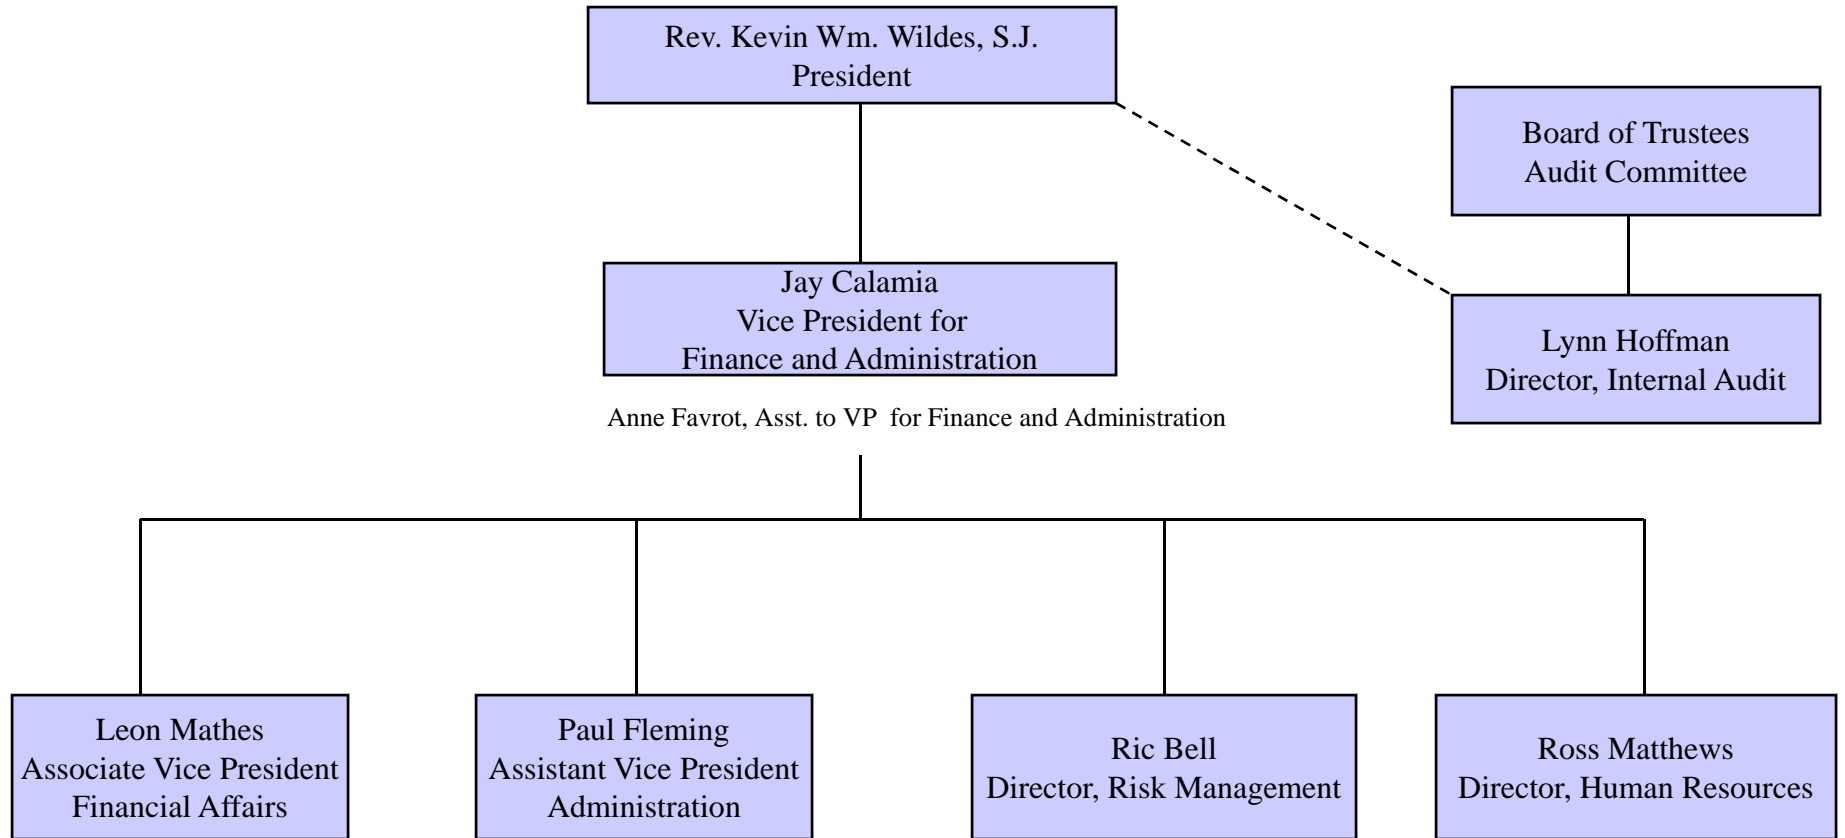 Rev. Kevin Wm. Wildes, S.J.
President
Board of Trustees
Audit Committee
Jay Calamia
Vice President for
Finance and Administration
Lynn Hoffman
Director, Internal Audit
Anne Favrot, Asst. to VP  for Finance and Administration
Leon Mathes
Associate Vice President
Financial Affairs
Paul Fleming
Assistant Vice President
Administration
Ric Bell
Director, Risk Management
Ross Matthews
Director, Human Resources